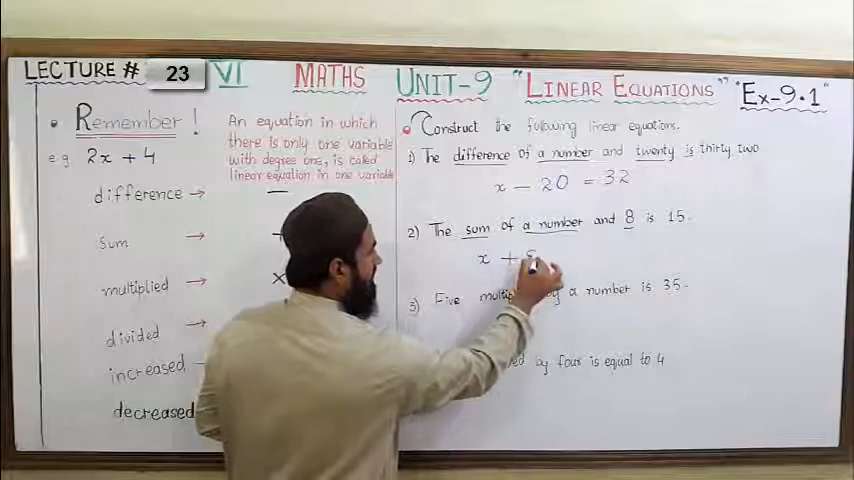 LECTURE # 23 VI MATHS UNIT-9 "LINEAR EQUATIONS" "Ex-9.1"
Remember!
e.g 2x + 4
An equation in which
there is only one variable
with degree one, is called
linear equation in one variable
difference → −
sum →
multiplied → ×
divided →
increased →
decreased
Construct the following linear equations.
1) The difference of a number and twenty is thirty two
x − 20 = 32
2) The sum of a number and 8 is 15.
x +
3) Five a number is 35.
by four is equal to 4